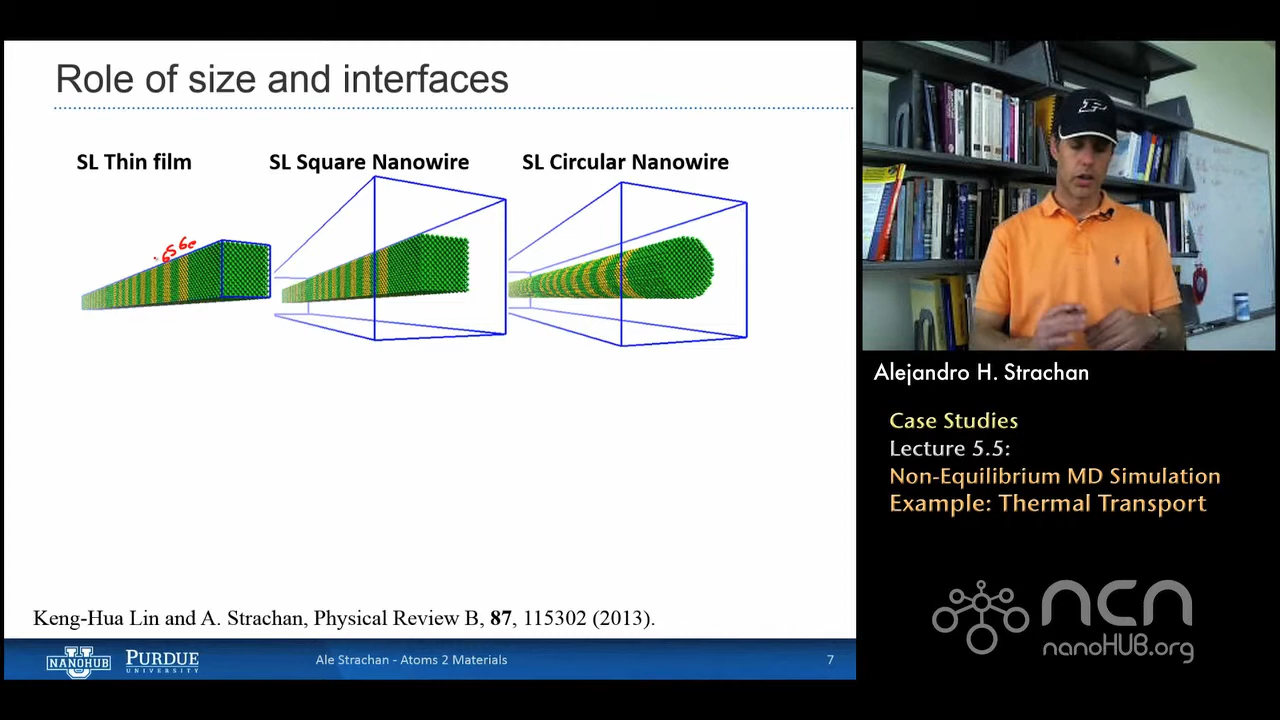 Role of size and interfaces
SL Thin film
SL Square Nanowire
SL Circular Nanowire
Keng-Hua Lin and A. Strachan, Physical Review B, 87, 115302 (2013).
NANOHUB
U
PURDUE
UNIVERSITY
Ale Strachan - Atoms 2 Materials
7
Alejandro H. Strachan
Case Studies
Lecture 5.5:
Non-Equilibrium MD Simulation
Example: Thermal Transport
ncn
nanoHUB.org